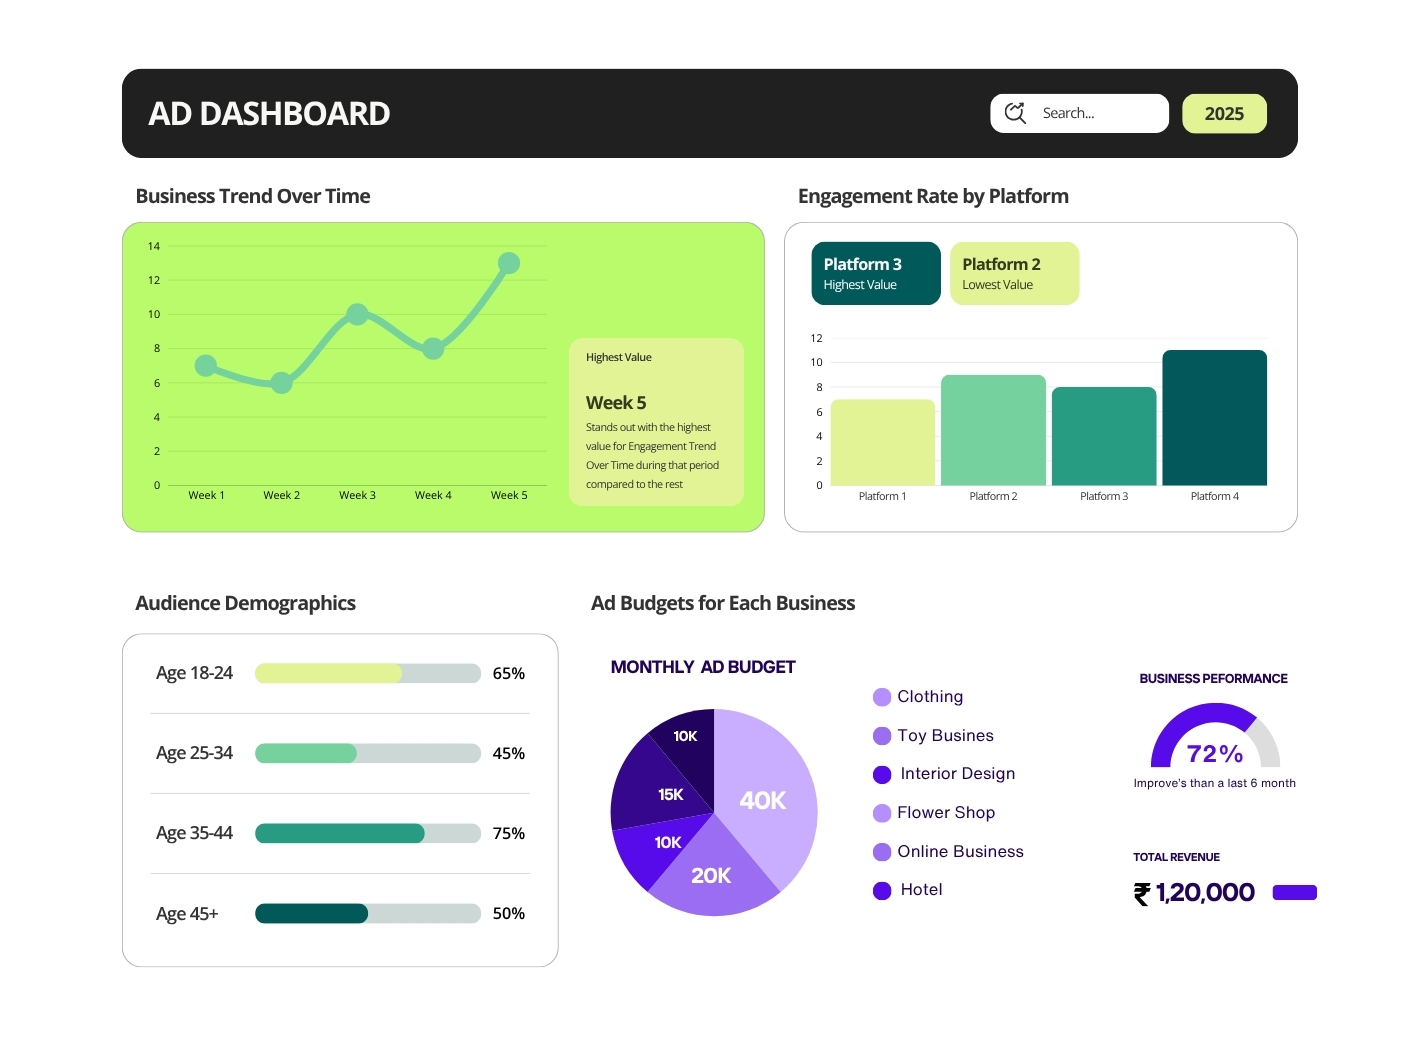 AD DASHBOARD
Search...
2025
Business Trend Over Time
Engagement Rate by Platform
14
12
10
8
6
4
2
0
Week 1
Week 2
Week 3
Week 4
Week 5
Highest Value
Week 5
Stands out with the highest
value for Engagement Trend
Over Time during that period
compared to the rest
Platform 3
Highest Value
Platform 2
Lowest Value
12
10
8
6
4
2
0
Platform 1
Platform 2
Platform 3
Platform 4
Audience Demographics
Age 18-24
65%
Age 25-34
45%
Age 35-44
75%
Age 45+
50%
Ad Budgets for Each Business
MONTHLY AD BUDGET
10K
40K
15K
10K
20K
Clothing
Toy Busines
Interior Design
Flower Shop
Online Business
Hotel
BUSINESS PEFORMANCE
72%
Improve's than a last 6 month
TOTAL REVENUE
₹ 1,20,000